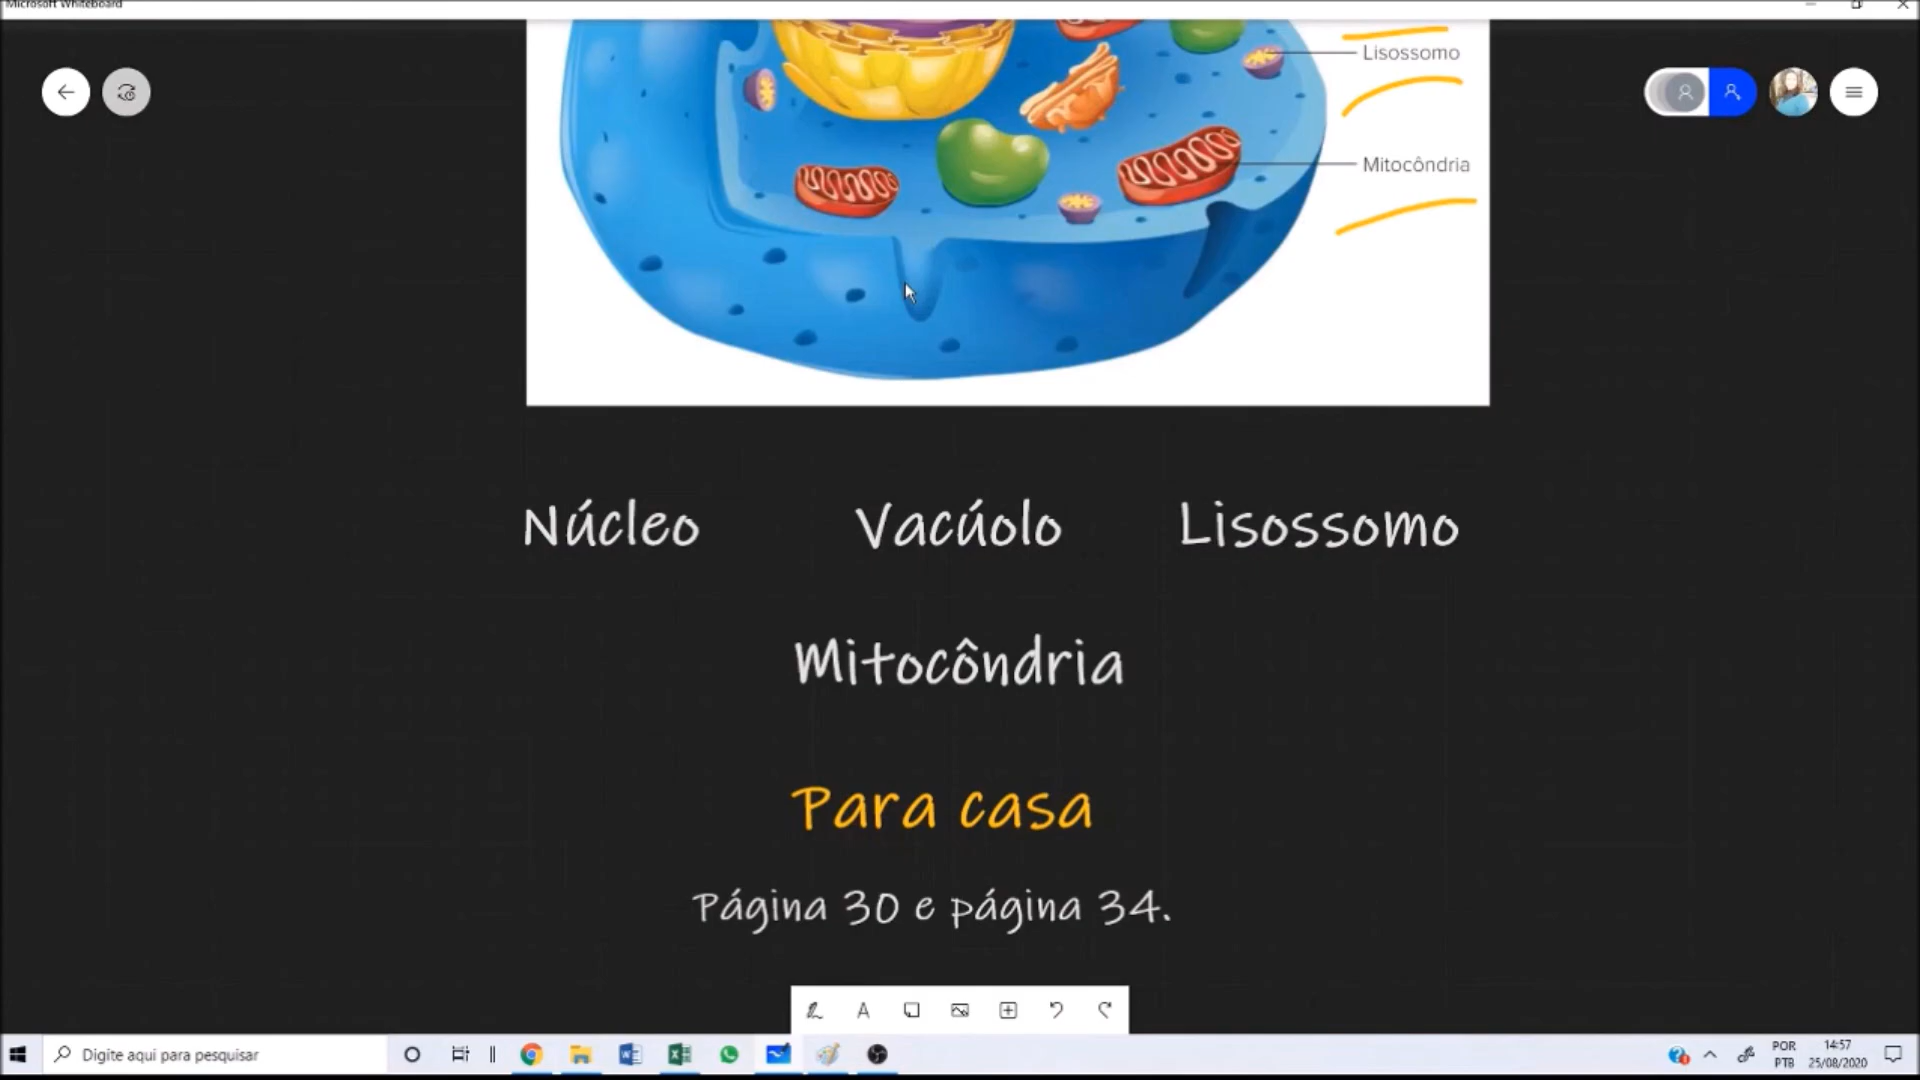 Microsoft Whiteboard
Lisossomo
Mitocôndria
Núcleo Vacúolo Lisossomo
Mitocôndria
Para casa
Página 30 e página 34.
Digite aqui para pesquisar
POR 14:57
PTB 25/08/2020